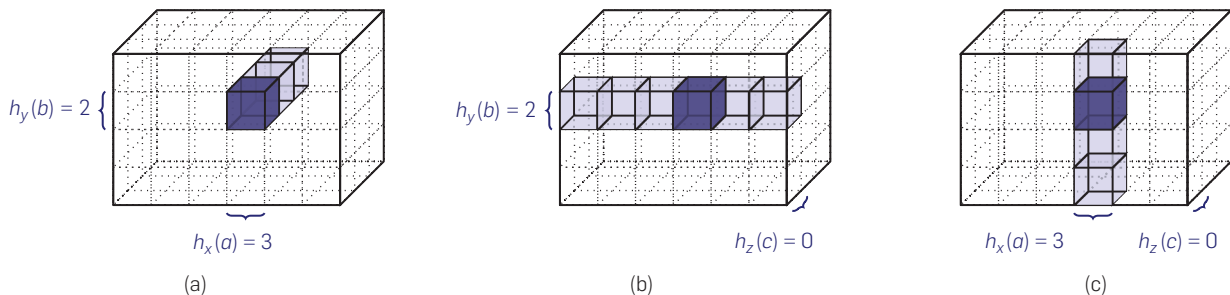 h_y(b) = 2
h_x(a) = 3
(a)
h_y(b) = 2
h_z(c) = 0
(b)
h_x(a) = 3
h_z(c) = 0
(c)